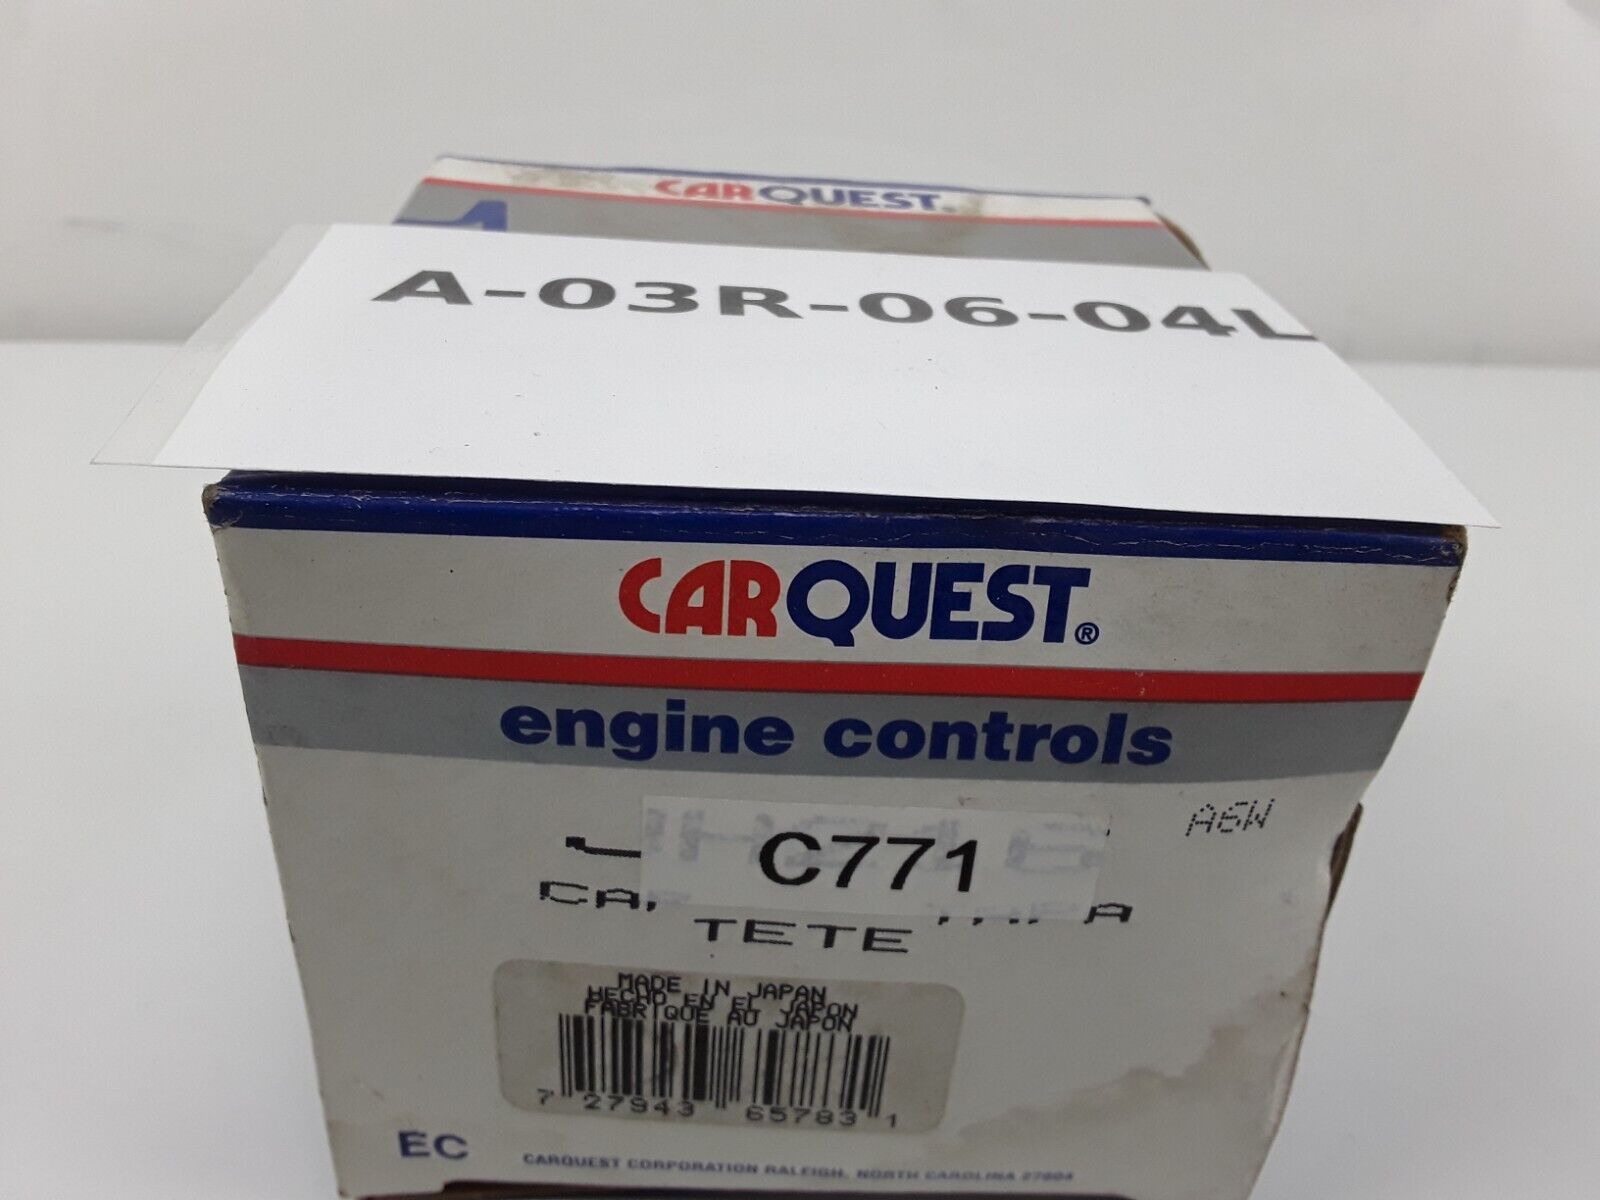 CARQUEST
A-03R-06-04L
CARQUEST®
engine controls
A6W
C771
TETE
MADE IN JAPAN
HECHO EN EL JAPON
FABRIQUE AU JAPON
7 27943 65783 1
EC
CARQUEST CORPORATION RALEIGH, NORTH CAROLINA 27604